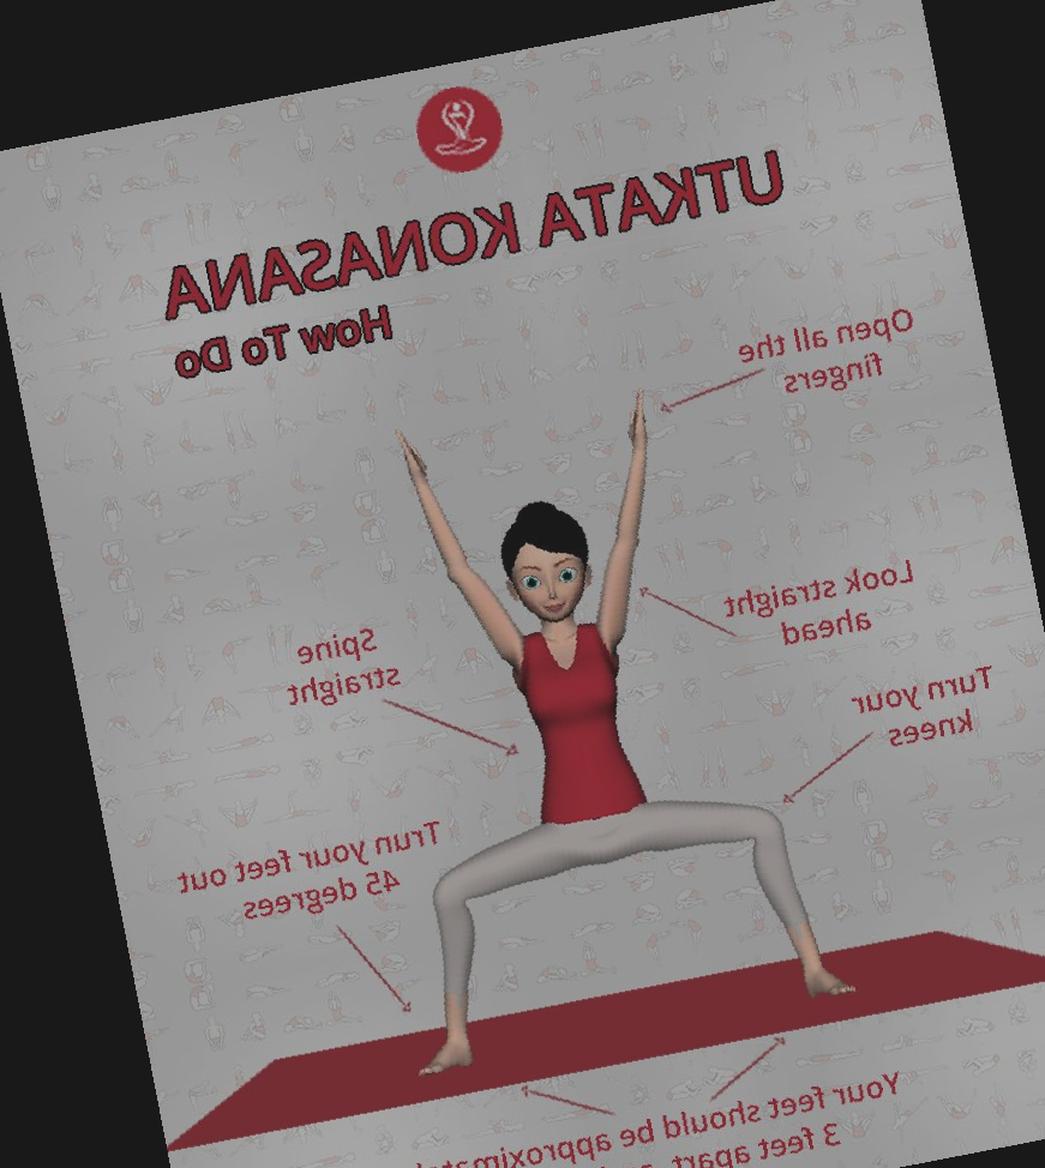 UTKATA KONASANA
How To Do
Open all the
fingers
Look straight
ahead
Spine
straight
Turn your
knees
Trun your feet out
45 degrees
Your feet should be
3 feet apart,